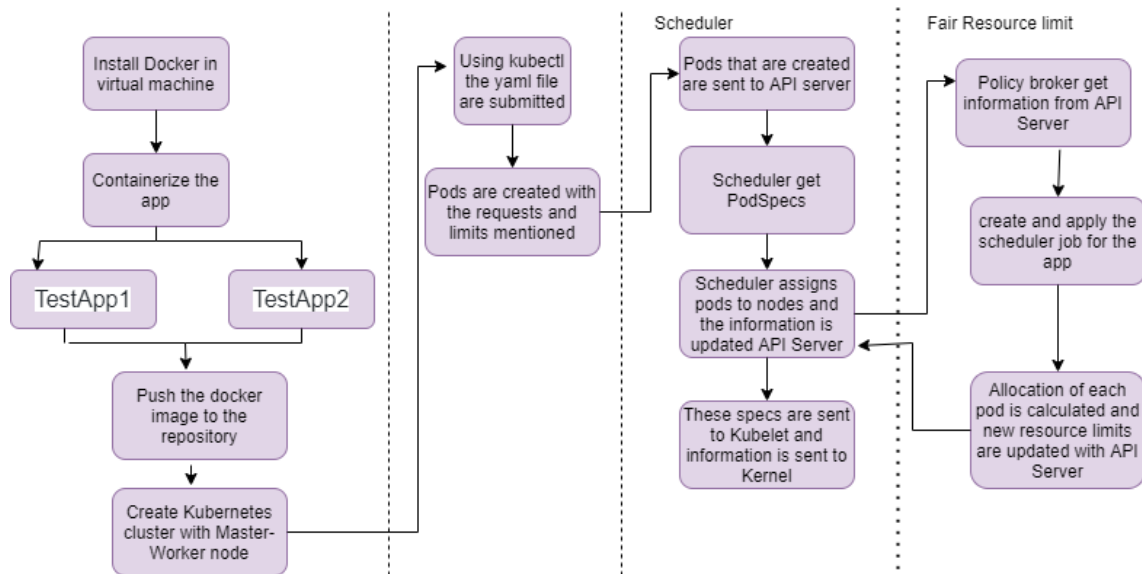 Install Docker in
virtual machine
Containerize the
app
TestApp1
TestApp2
Push the docker
image to the
repository
Create Kubernetes
cluster with Master-
Worker node
Using kubectl
the yaml file
are submitted
Pods are created with
the requests and
limits mentioned
Scheduler
Pods that are created
are sent to API server
Scheduler get
PodSpecs
Scheduler assigns
pods to nodes and
the information is
updated API Server
These specs are sent
to Kubelet and
information is sent to
Kernel
Fair Resource limit
Policy broker get
information from API
Server
create and apply the
scheduler job for the
app
Allocation of each
pod is calculated and
new resource limits
are updated with API
Server